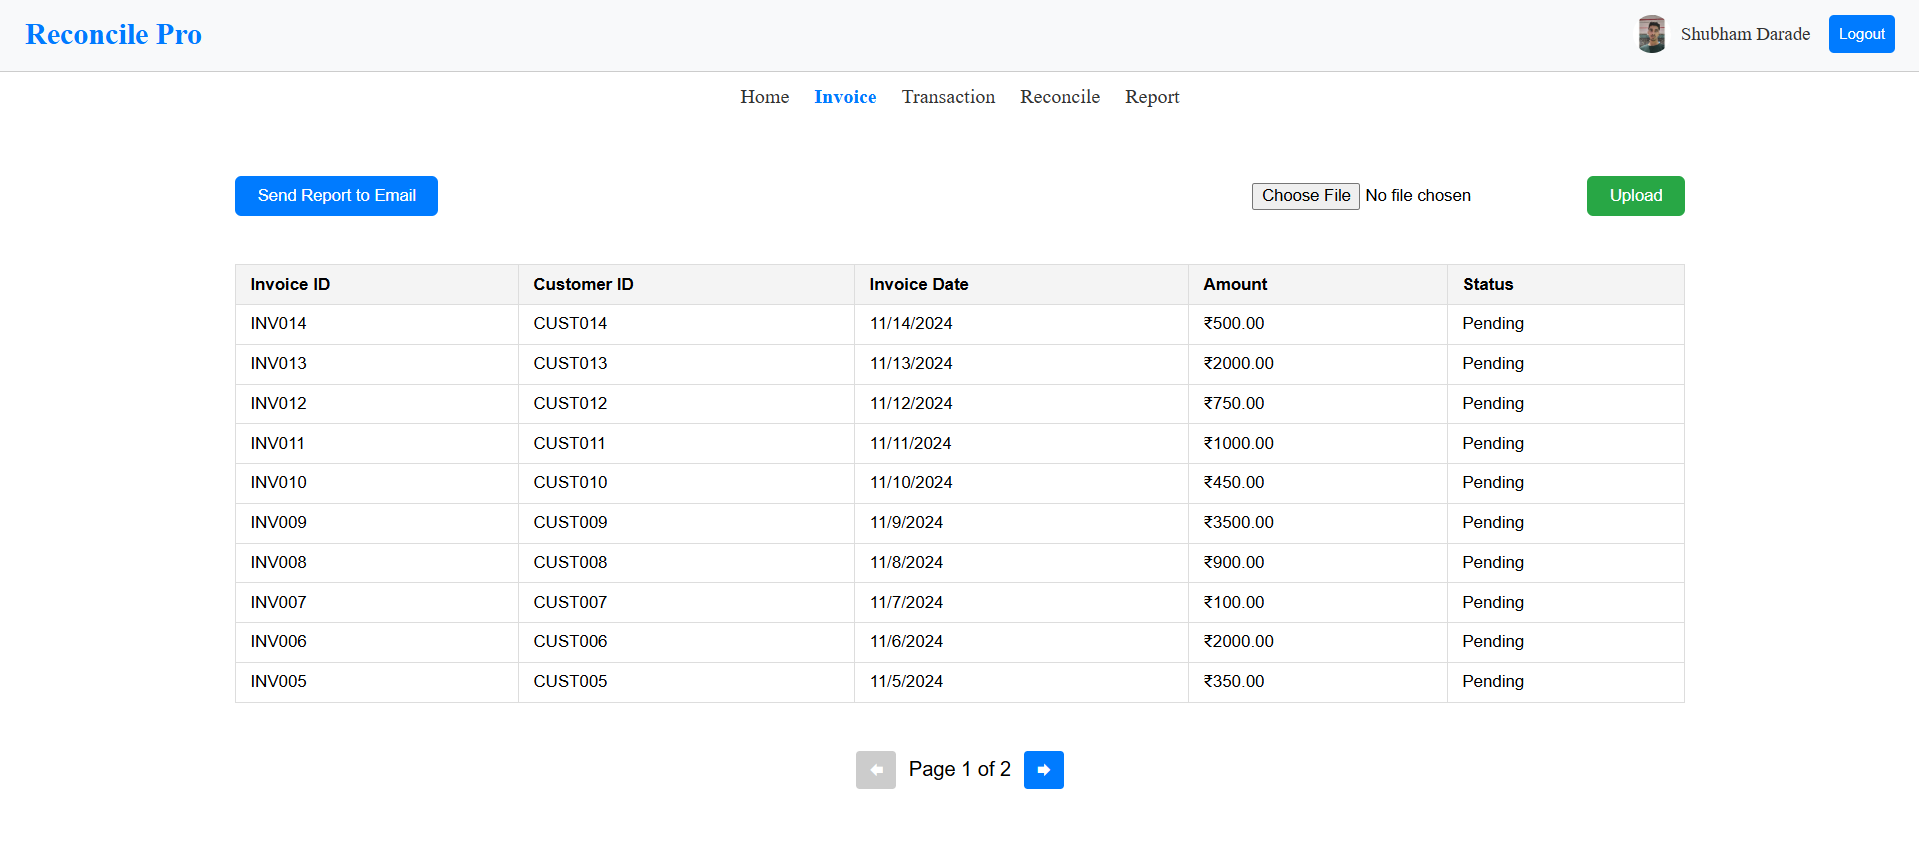 Reconcile Pro
Shubham Darade
Logout
Home Invoice Transaction Reconcile Report
Send Report to Email
Choose File No file chosen
Upload
Invoice ID Customer ID Invoice Date Amount Status
INV014 CUST014 11/14/2024 ₹500.00 Pending
INV013 CUST013 11/13/2024 ₹2000.00 Pending
INV012 CUST012 11/12/2024 ₹750.00 Pending
INV011 CUST011 11/11/2024 ₹1000.00 Pending
INV010 CUST010 11/10/2024 ₹450.00 Pending
INV009 CUST009 11/9/2024 ₹3500.00 Pending
INV008 CUST008 11/8/2024 ₹900.00 Pending
INV007 CUST007 11/7/2024 ₹100.00 Pending
INV006 CUST006 11/6/2024 ₹2000.00 Pending
INV005 CUST005 11/5/2024 ₹350.00 Pending
Page 1 of 2